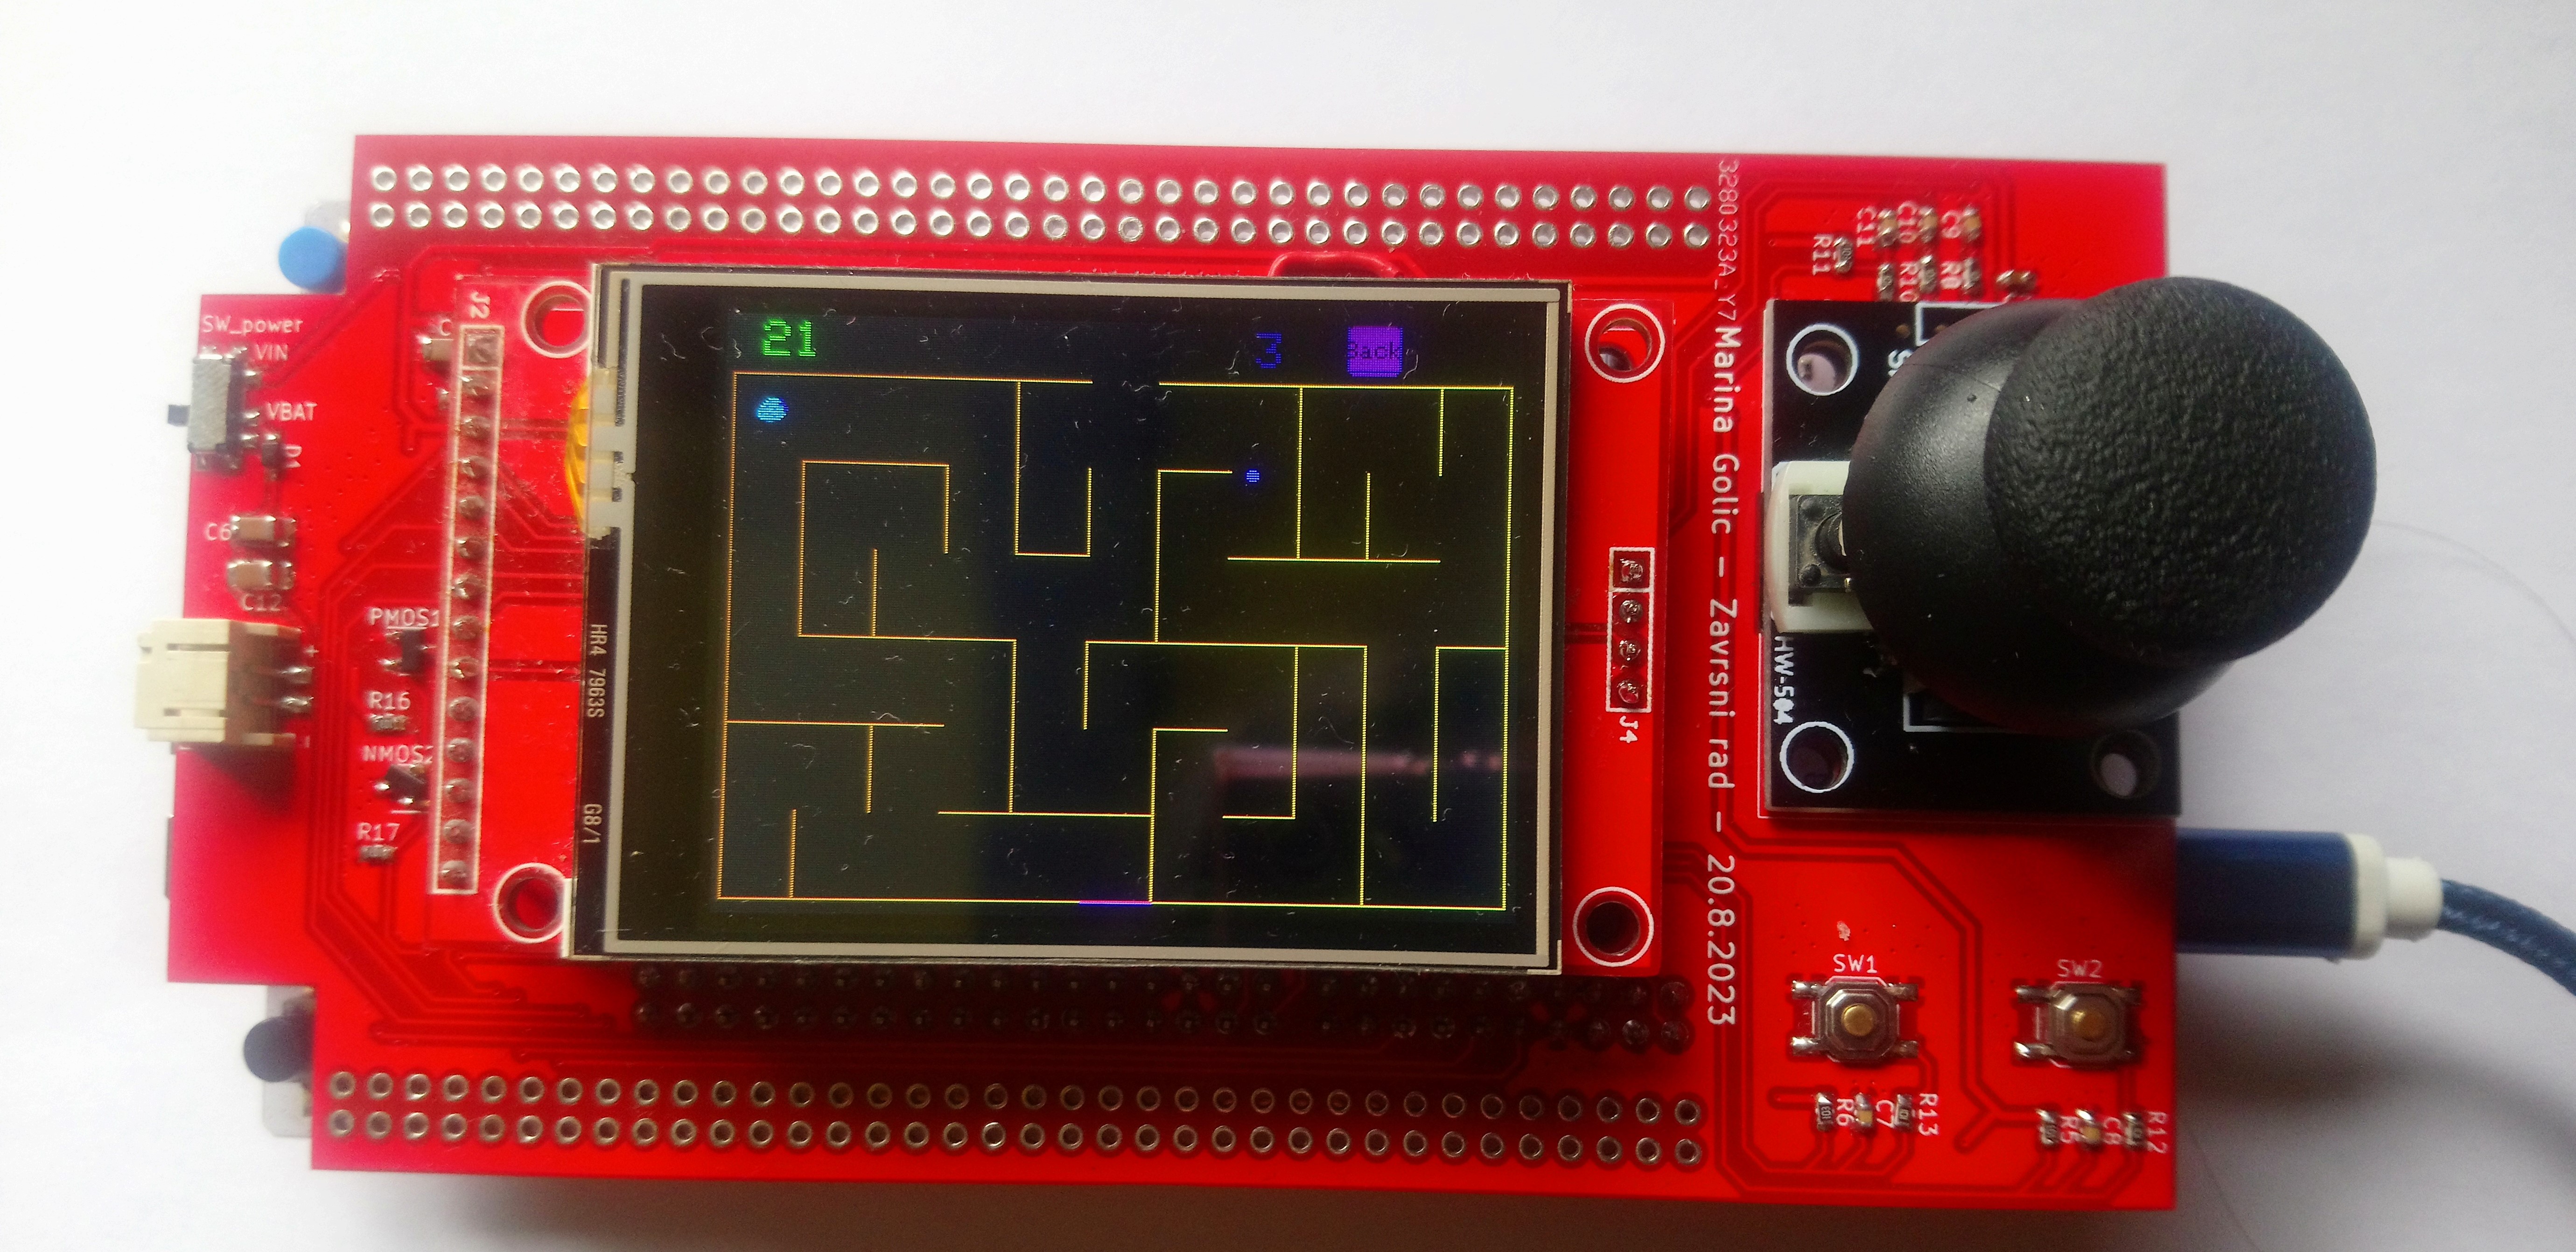 3280323A_Y7
Marina Golic - Zavrsni rad - 20.8.2023
C11
C10
C9
R11
R10
R8
J2
SW_power
VIN
VBAT
D1
C
C6
C12
PMOS1
R16
NMOS2
R17
21
3
Back
HR4 7963S
G8/1
J4
HW-504
SW1
SW2
R6
C7
R13
R5
C8
R12